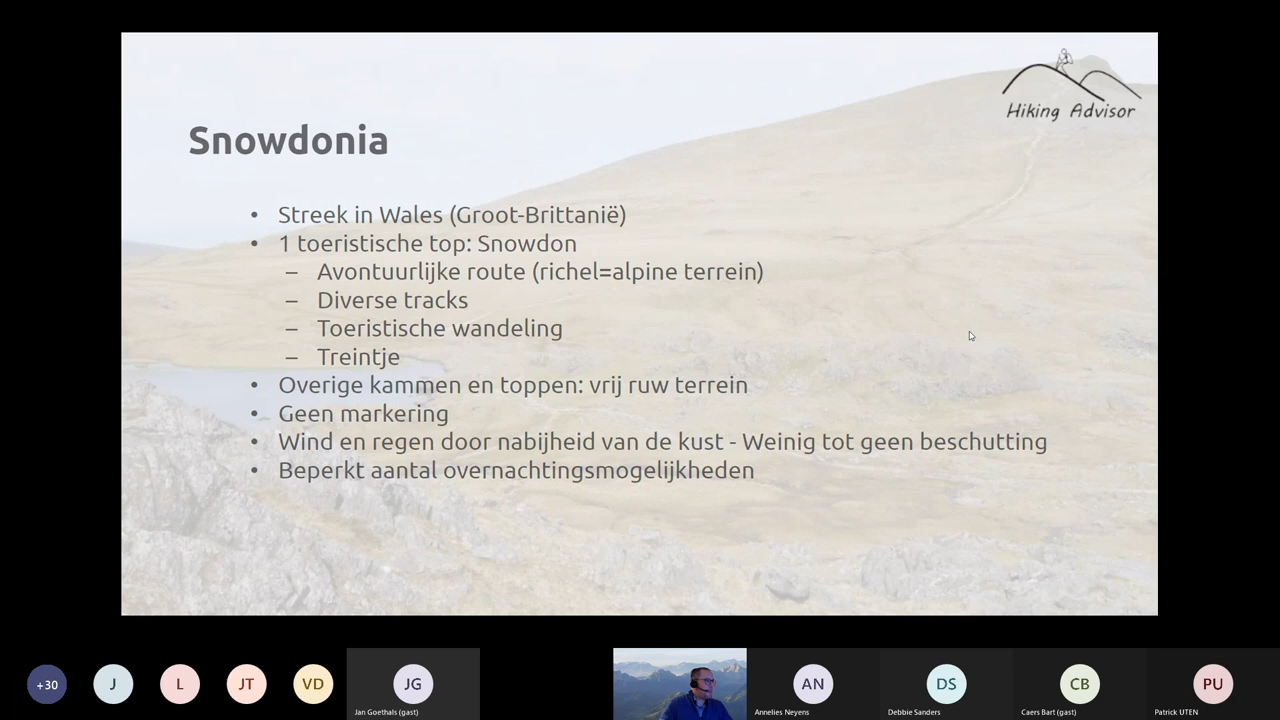 Hiking Advisor
Snowdonia
• Streek in Wales (Groot-Brittanië)
• 1 toeristische top: Snowdon
– Avontuurlijke route (richel=alpine terrein)
– Diverse tracks
– Toeristische wandeling
– Treintje
• Overige kammen en toppen: vrij ruw terrein
• Geen markering
• Wind en regen door nabijheid van de kust - Weinig tot geen beschutting
• Beperkt aantal overnachtingsmogelijkheden
+30 J L JT VD JG AN DS CB PU
Jan Goethals (gast) Annelies Neyens Debbie Sanders Caers Bart (gast) Patrick UTEN